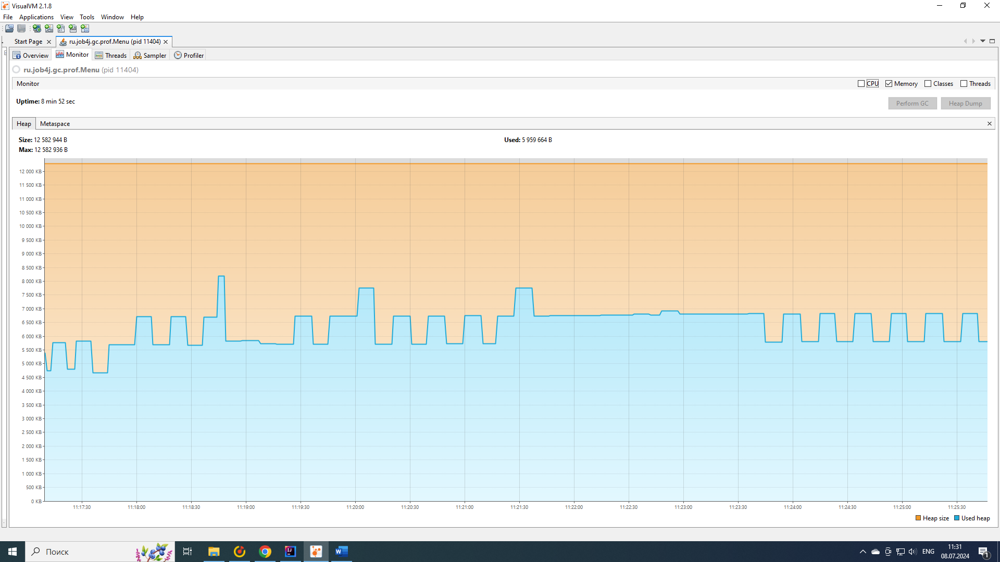 VisualVM 2.1.8
File Applications View Tools Window Help
Start Page ru.job4j.gc.prof.Menu (pid 11404)
Overview Monitor Threads Sampler Profiler
ru.job4j.gc.prof.Menu (pid 11404)
Monitor CPU Memory Classes Threads
Uptime: 8 min 52 sec
Perform GC Heap Dump
Heap Metaspace
Size: 12 582 944 B Used: 5 959 664 B
Max: 12 582 936 B
12 000 KB
11 500 KB
11 000 KB
10 500 KB
10 000 KB
9 500 KB
9 000 KB
8 500 KB
8 000 KB
7 500 KB
7 000 KB
6 500 KB
6 000 KB
5 500 KB
5 000 KB
4 500 KB
4 000 KB
3 500 KB
3 000 KB
2 500 KB
2 000 KB
1 500 KB
1 000 KB
500 KB
0 KB
11:17:30 11:18:00 11:18:30 11:19:00 11:19:30 11:20:00 11:20:30 11:21:00 11:21:30 11:22:00 11:22:30 11:23:00 11:23:30 11:24:00 11:24:30 11:25:00 11:25:30
Heap size Used heap
Поиск ENG 11:31
08.07.2024 1